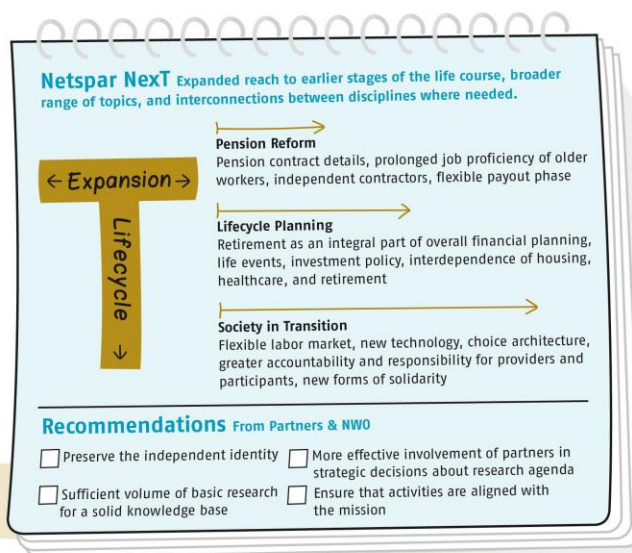 Netspar NexT Expanded reach to earlier stages of the life course, broader
range of topics, and interconnections between disciplines where needed.
← Expansion →
Lifecycle →
Pension Reform
Pension contract details, prolonged job proficiency of older
workers, independent contractors, flexible payout phase
Lifecycle Planning
Retirement as an integral part of overall financial planning,
life events, investment policy, interdependence of housing,
healthcare, and retirement
Society in Transition
Flexible labor market, new technology, choice architecture,
greater accountability and responsibility for providers and
participants, new forms of solidarity
Recommendations From Partners & NWO
Preserve the independent identity
More effective involvement of partners in
strategic decisions about research agenda
Sufficient volume of basic research
for a solid knowledge base
Ensure that activities are aligned with
the mission